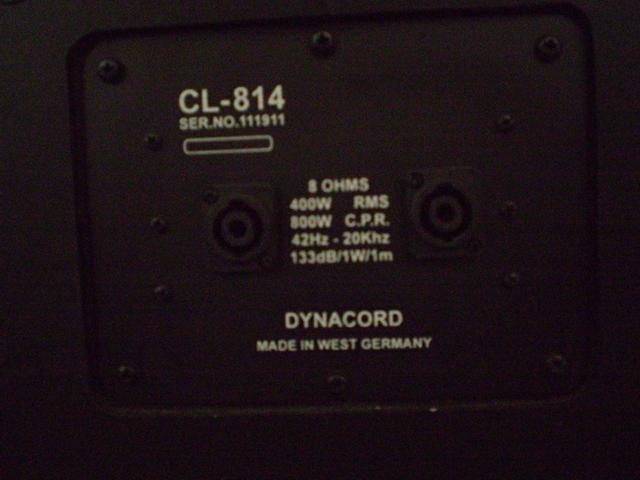 CL-814
SER.NO.111911
8 OHMS
400W RMS
800W C.P.R.
42Hz - 20Khz
133dB/1W/1m
DYNACORD
MADE IN WEST GERMANY